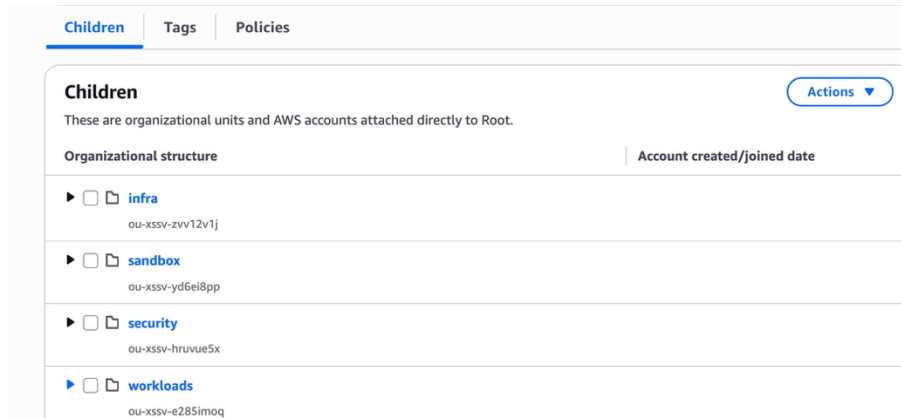 Children Tags Policies
Children
Actions
These are organizational units and AWS accounts attached directly to Root.
Organizational structure Account created/joined date
infra
ou-xssv-zvv12v1j
sandbox
ou-xssv-yd6ei8pp
security
ou-xssv-hruvue5x
workloads
ou-xssv-e285imoq